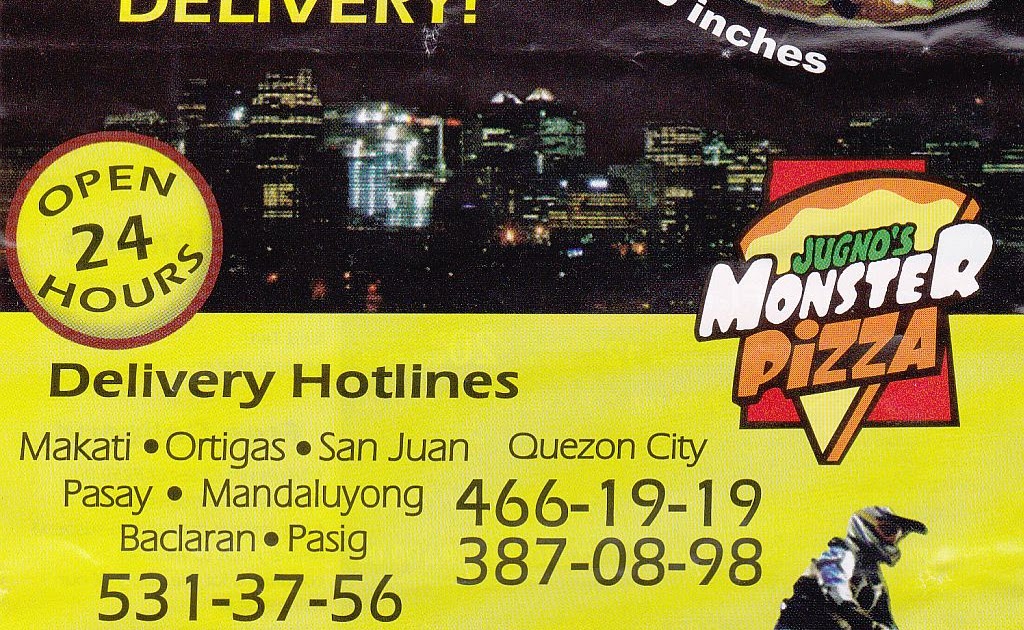 DELIVERY!
inches
OPEN
24
HOURS
JUGNO'S
MONSTER
PIZZA
Delivery Hotlines
Makati • Ortigas • San Juan
Pasay • Mandaluyong
Baclaran • Pasig
531-37-56
Quezon City
466-19-19
387-08-98